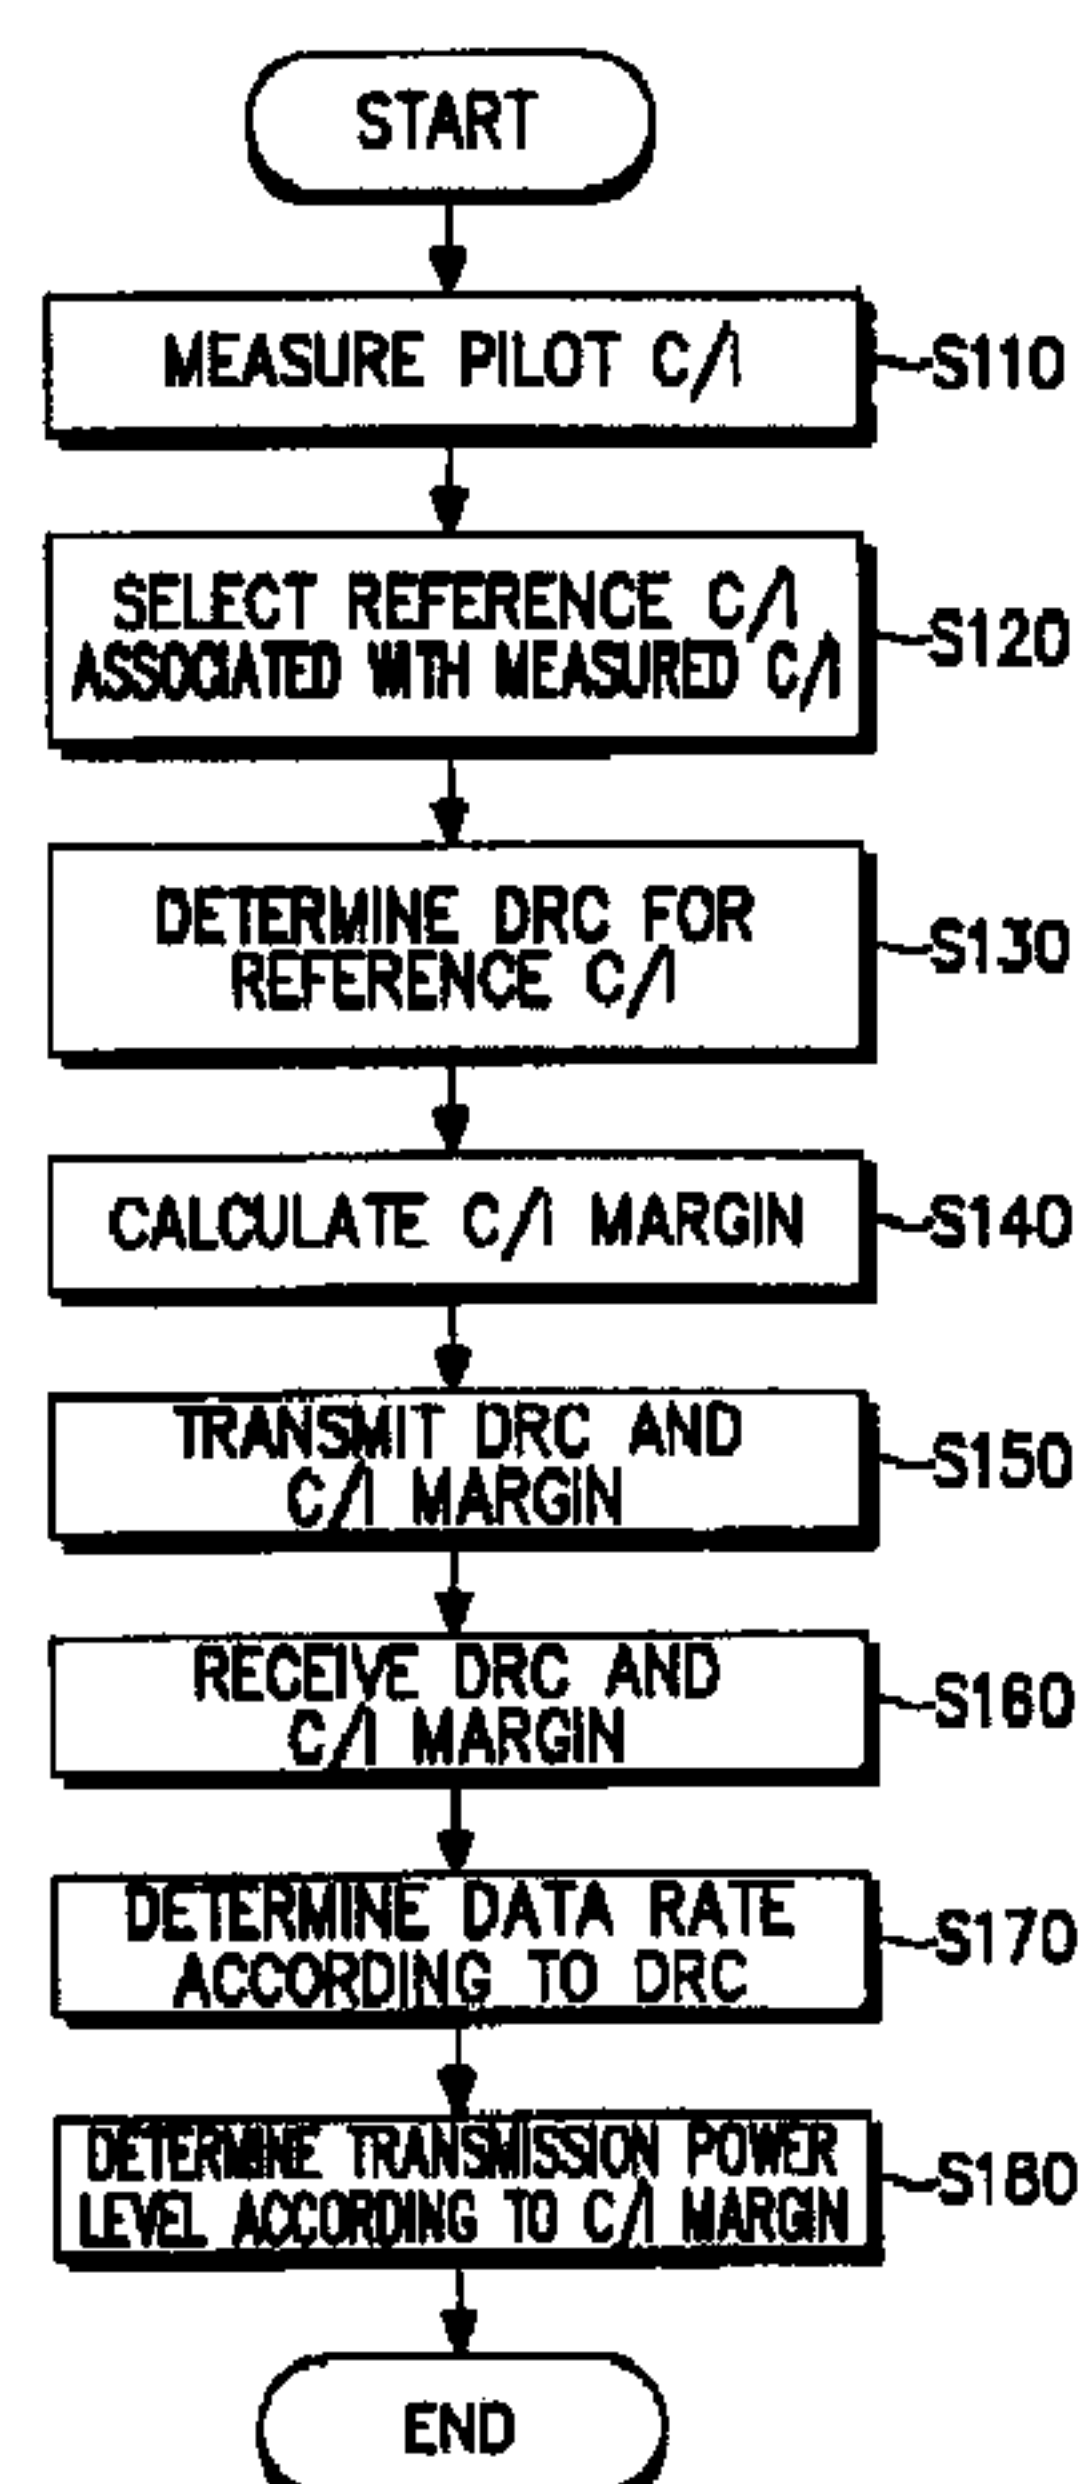 START
MEASURE PILOT C/I
S110
SELECT REFERENCE C/I
ASSOCIATED WITH MEASURED C/I
S120
DETERMINE DRC FOR
REFERENCE C/I
S130
CALCULATE C/I MARGIN
S140
TRANSMIT DRC AND
C/I MARGIN
S150
RECEIVE DRC AND
C/I MARGIN
S160
DETERMINE DATA RATE
ACCORDING TO DRC
S170
DETERMINE TRANSMISSION POWER
LEVEL ACCORDING TO C/I MARGIN
S180
END